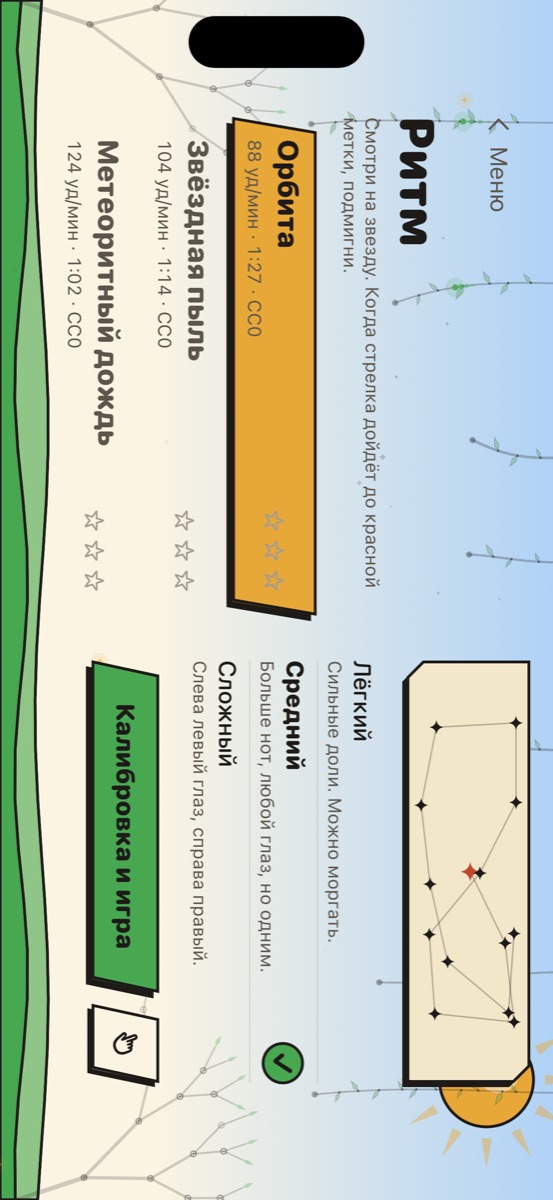 Меню
Ритм
Смотри на звезду. Когда стрелка дойдёт до красной
метки, подмигни.
Орбита
88 уд/мин · 1:27 · CC0
Звёздная пыль
104 уд/мин · 1:14 · CC0
Метеоритный дождь
124 уд/мин · 1:02 · CC0
Лёгкий
Сильные доли. Можно моргать.
Средний
Больше нот, любой глаз, но одним.
Сложный
Слева левый глаз, справа правый.
Калибровка и игра